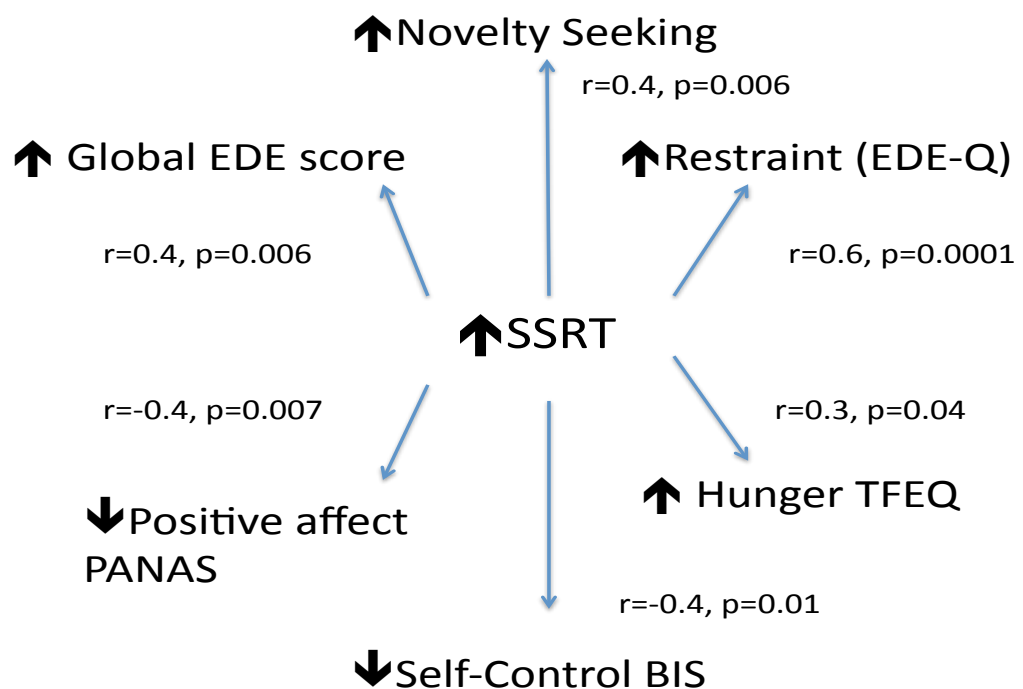 🡅Novelty Seeking
r=0.4, p=0.006
🡅 Global EDE score
🡅Restraint (EDE-Q)
r=0.4, p=0.006
r=0.6, p=0.0001
🡅SSRT
r=-0.4, p=0.007
r=0.3, p=0.04
🡅 Hunger TFEQ
🡇Positive affect
PANAS
r=-0.4, p=0.01
🡇Self-Control BIS